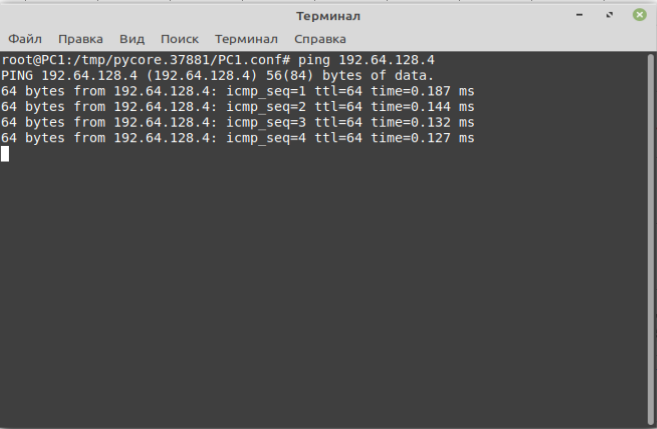 Терминал
Файл Правка Вид Поиск Терминал Справка
root@PC1:/tmp/pycore.37881/PC1.conf# ping 192.64.128.4
PING 192.64.128.4 (192.64.128.4) 56(84) bytes of data.
64 bytes from 192.64.128.4: icmp_seq=1 ttl=64 time=0.187 ms
64 bytes from 192.64.128.4: icmp_seq=2 ttl=64 time=0.144 ms
64 bytes from 192.64.128.4: icmp_seq=3 ttl=64 time=0.132 ms
64 bytes from 192.64.128.4: icmp_seq=4 ttl=64 time=0.127 ms